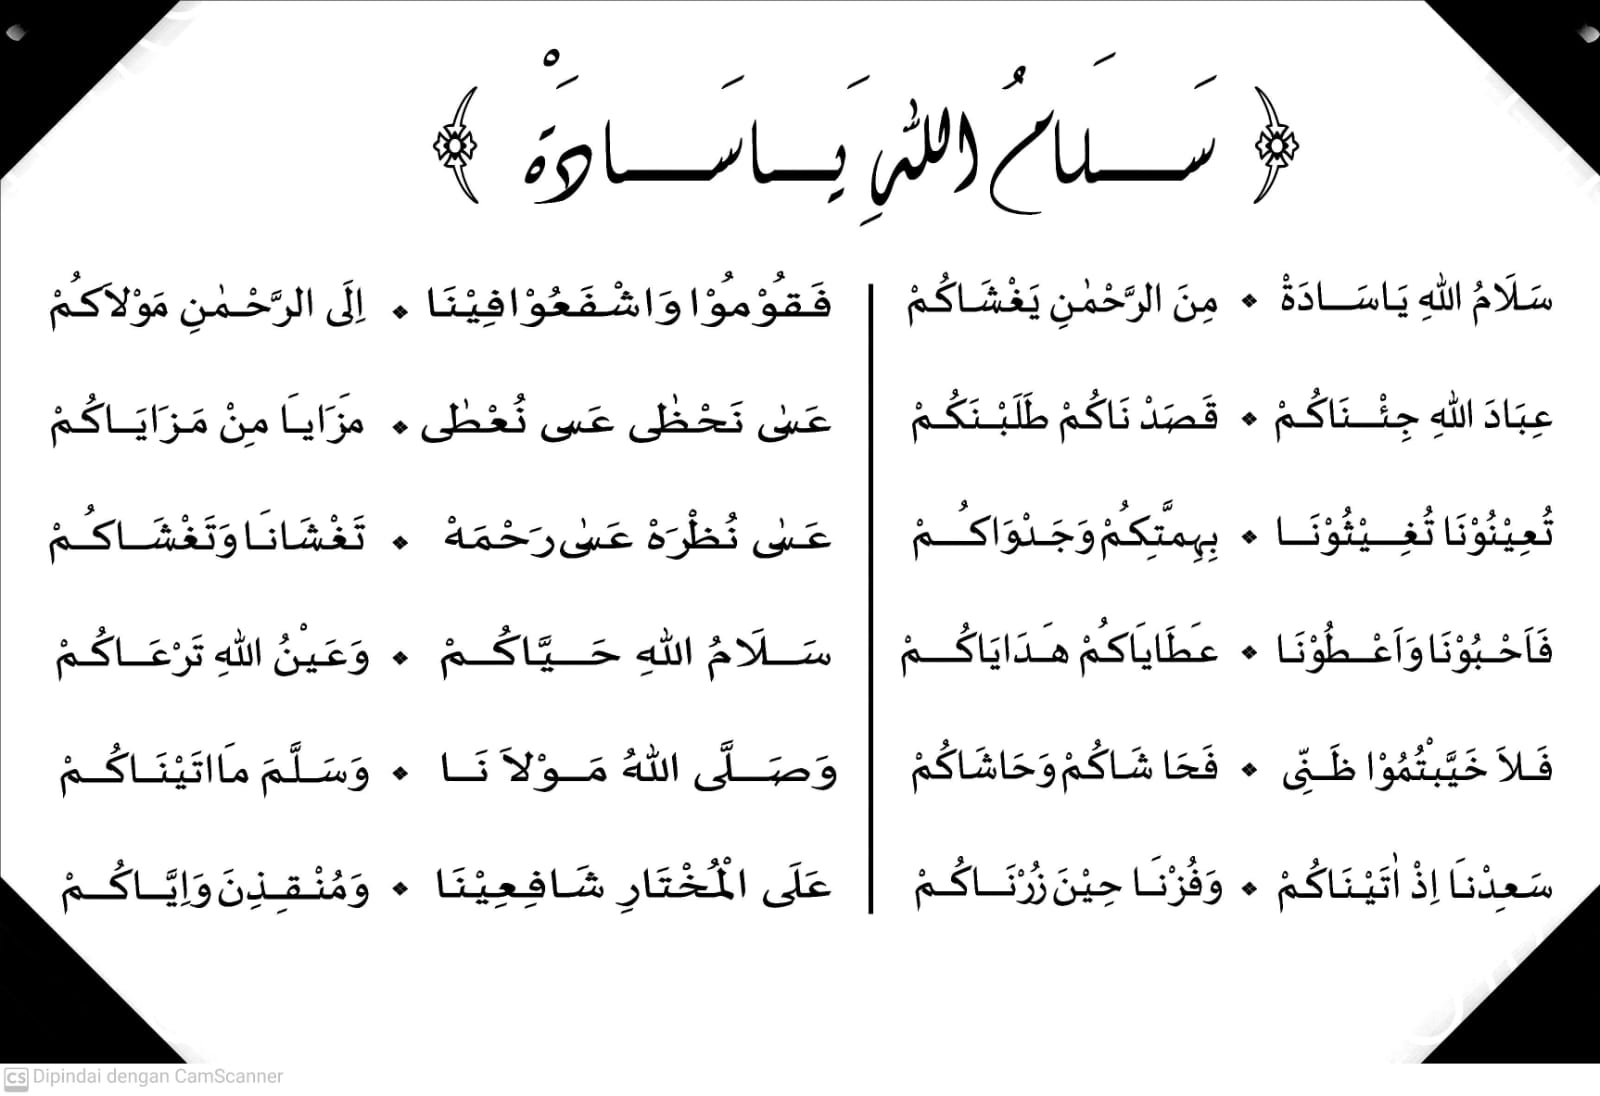 سَلَامُ اللهِ يَاسَادَةْ
سَلَامُ اللهِ يَاسَادَةْ ❖ مِنَ الرَّحْمٰنِ يَغْشَاكُمْ
عِبَادَ اللهِ جِئْنَاكُمْ ❖ قَصَدْنَاكُمْ طَلَبْنَكُمْ
تُعِيْنُوْنَا تُغِيْثُوْنَا ❖ بِهِمَّتِكُمْ وَجَدْوَاكُمْ
فَاَحْبُوْنَا وَاَعْطُوْنَا ❖ عَطَايَاكُمْ هَدَايَاكُمْ
فَلَا خَيَّبْتُمُوْا ظَنِّى ❖ فَحَاشَاكُمْ وَحَاشَاكُمْ
سَعِدْنَا اِذْ اٰتَيْنَاكُمْ ❖ وَفُزْنَا حِيْنَ زُرْنَاكُمْ
فَقُوْمُوْا وَاشْفَعُوْا فِيْنَا ❖ اِلَى الرَّحْمٰنِ مَوْلَاكُمْ
عَسٰى نَحْظٰى عَسٰى نُعْطٰى ❖ مَزَايَا مِنْ مَزَايَاكُمْ
عَسٰى نُظْرَهْ عَسٰى رَحْمَهْ ❖ تَغْشَانَا وَتَغْشَاكُمْ
سَلَامُ اللهِ حَيَّاكُمْ ❖ وَعَيْنُ اللهِ تَرْعَاكُمْ
وَصَلَّى اللهُ مَوْلَانَا ❖ وَسَلَّمَ مَااتَيْنَاكُمْ
عَلَى الْمُخْتَارِ شَافِعِيْنَا ❖ وَمُنْقِذِنَ وَاِيَّاكُمْ
CS Dipindai dengan CamScanner